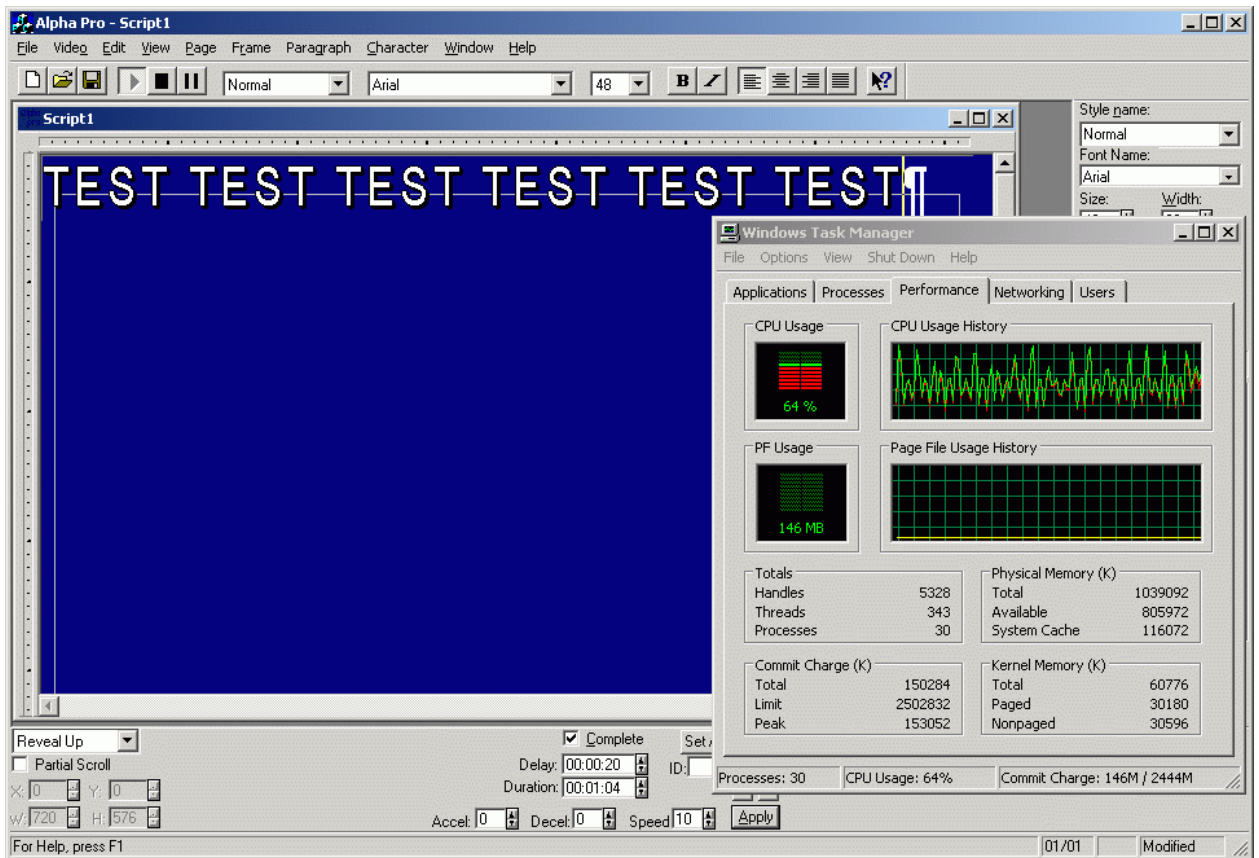 Alpha Pro - Script1
File Video Edit View Page Frame Paragraph Character Window Help
Normal Arial 48 B I
Script1
TEST TEST TEST TEST TEST TEST¶
Style name:
Normal
Font Name:
Arial
Size: Width:
Windows Task Manager
File Options View Shut Down Help
Applications Processes Performance Networking Users
CPU Usage CPU Usage History
64 %
PF Usage Page File Usage History
146 MB
Totals
Handles 5328
Threads 343
Processes 30
Physical Memory (K)
Total 1039092
Available 805972
System Cache 116072
Commit Charge (K)
Total 150284
Limit 2502832
Peak 153052
Kernel Memory (K)
Total 60776
Paged 30180
Nonpaged 30596
Processes: 30 CPU Usage: 64% Commit Charge: 146M / 2444M
Reveal Up Complete Set
Partial Scroll Delay: 00:00:20 ID:
X: 0 Y: 0 Duration: 00:01:04
W: 720 H: 576 Accel: 0 Decel: 0 Speed 10 Apply
For Help, press F1 01/01 Modified